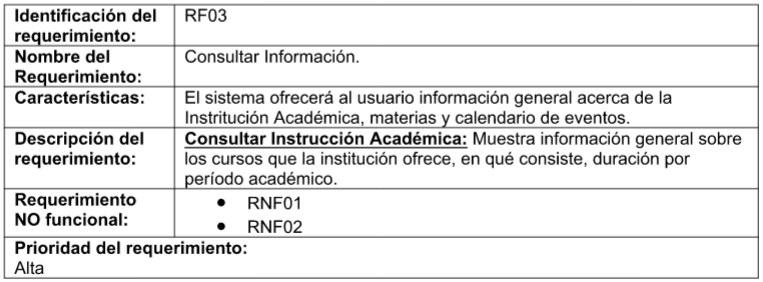 Identificación del requerimiento: RF03
Nombre del Requerimiento: Consultar Información.
Características: El sistema ofrecerá al usuario información general acerca de la
Institrución Académica, materias y calendario de eventos.
Descripción del requerimiento: Consultar Instrucción Académica: Muestra información general sobre
los cursos que la institución ofrece, en qué consiste, duración por
período académico.
Requerimiento NO funcional:
● RNF01
● RNF02
Prioridad del requerimiento:
Alta